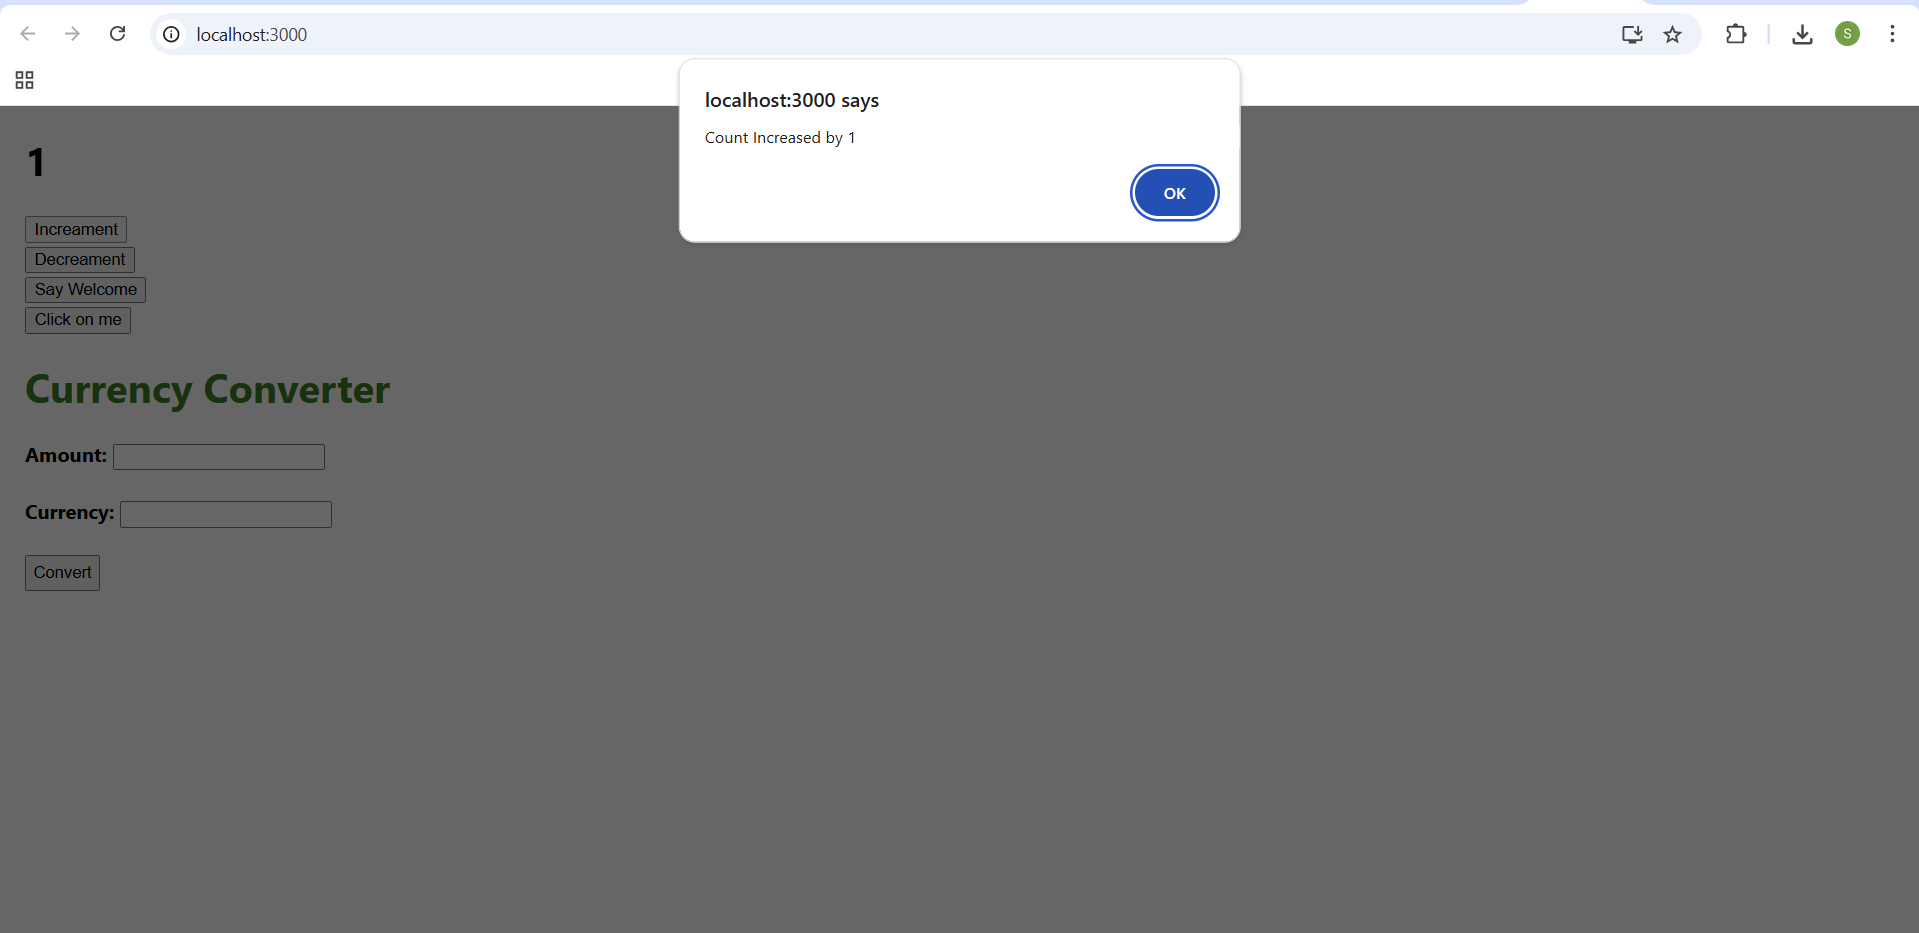 localhost:3000
S
localhost:3000 says
Count Increased by 1
OK
1
Increament
Decreament
Say Welcome
Click on me
Currency Converter
Amount:
Currency:
Convert